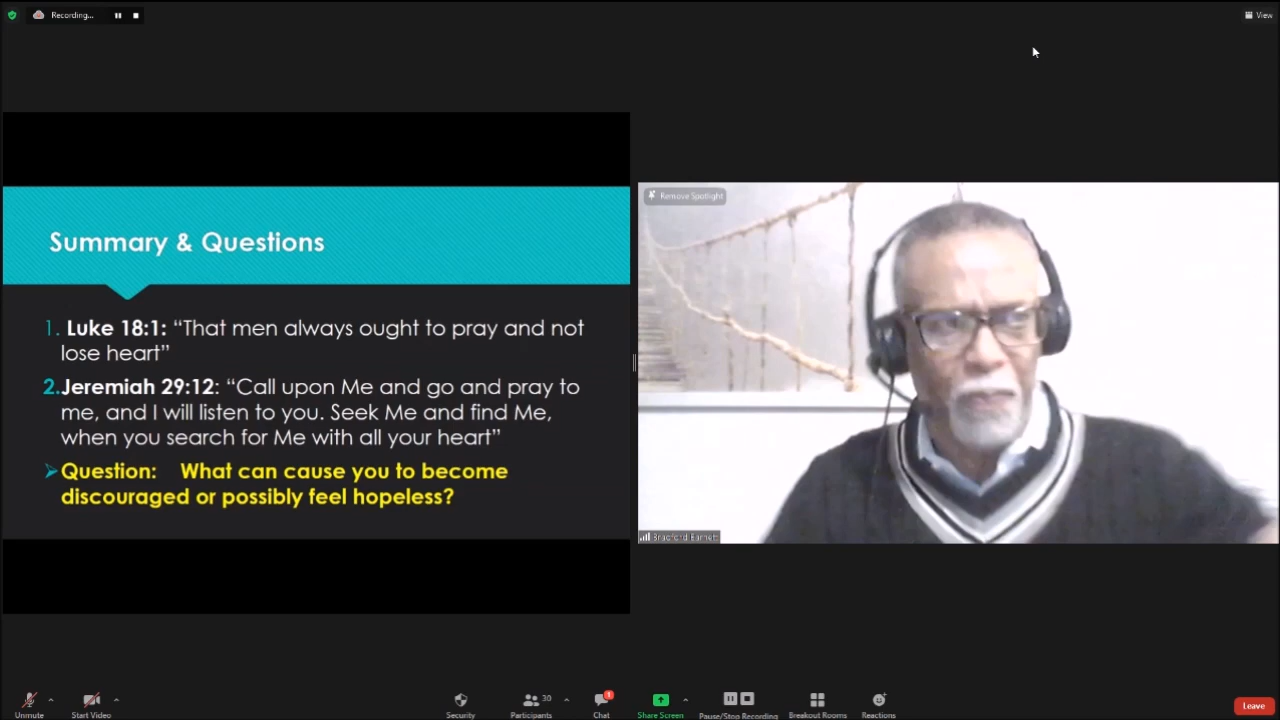 Recording...
View
Summary & Questions
1. Luke 18:1: “That men always ought to pray and not
lose heart”
2.Jeremiah 29:12: “Call upon Me and go and pray to
me, and I will listen to you. Seek Me and find Me,
when you search for Me with all your heart”
Question: What can cause you to become
discouraged or possibly feel hopeless?
Remove Spotlight
Bradford Barnett
Unmute
Start Video
Security
30
Participants
1
Chat
Share Screen
Pause/Stop Recording
Breakout Rooms
Reactions
Leave